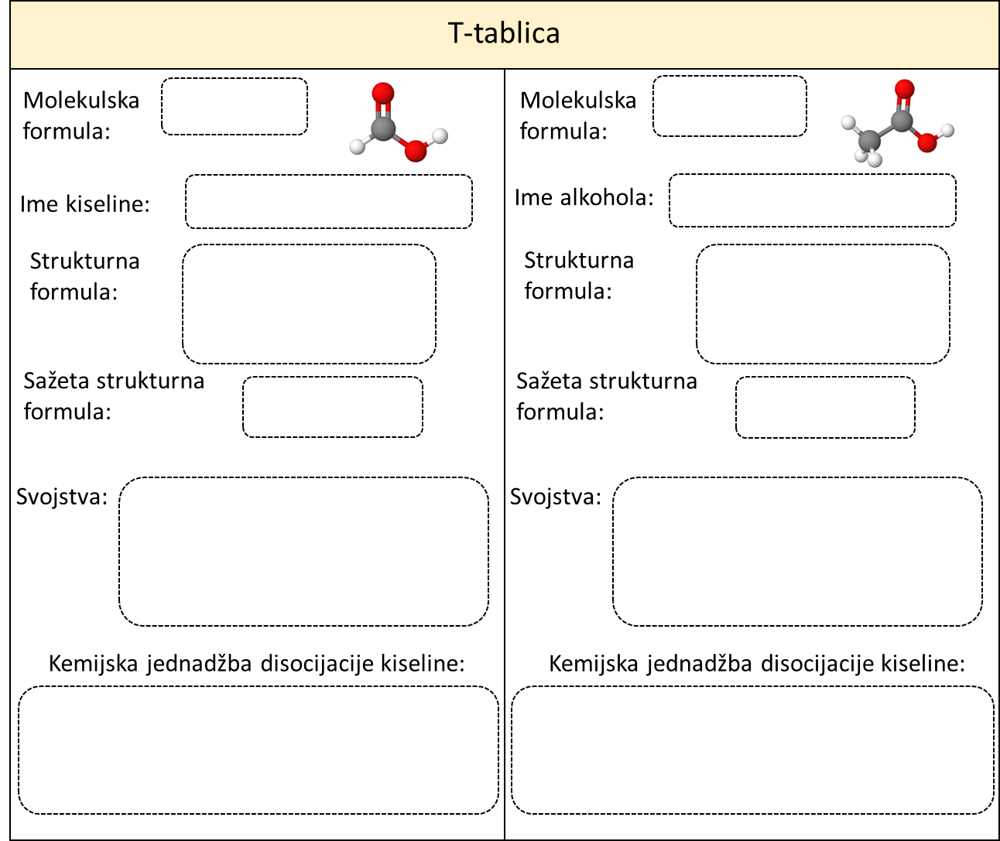 T-tablica
Molekulska
formula:
Ime kiseline:
Strukturna
formula:
Sažeta strukturna
formula:
Svojstva:
Kemijska jednadžba disocijacije kiseline:
Molekulska
formula:
Ime alkohola:
Strukturna
formula:
Sažeta strukturna
formula:
Svojstva:
Kemijska jednadžba disocijacije kiseline: